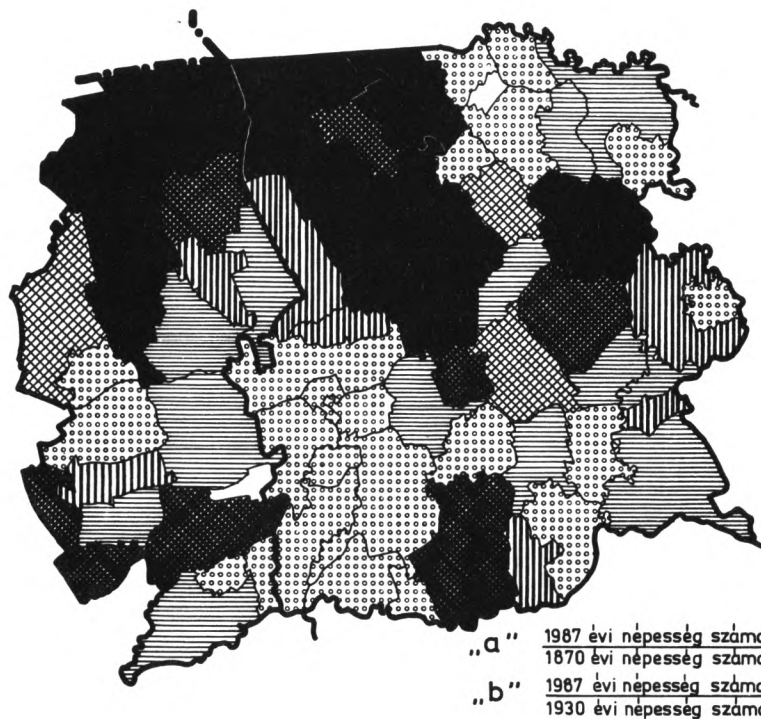 „a” 1987 évi népesség száma
1870 évi népesség száma
„b” 1987 évi népesség száma
1930 évi népesség száma